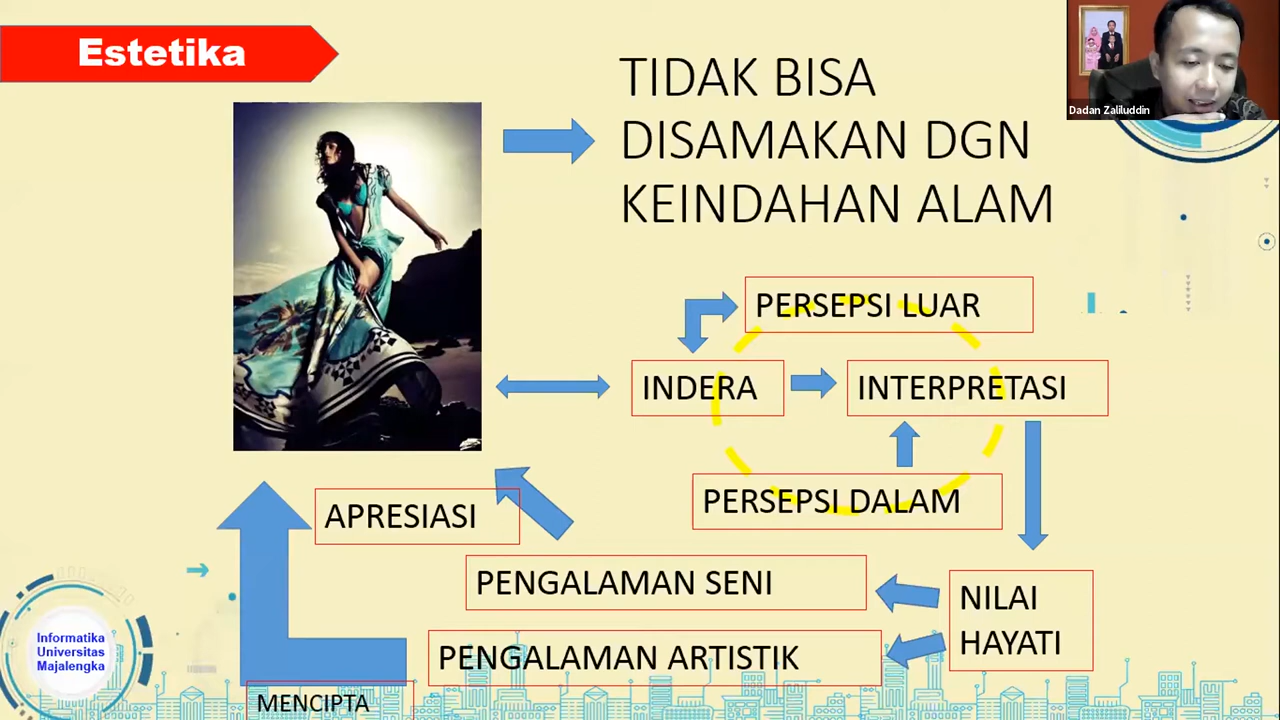 Estetika
TIDAK BISA
DISAMAKAN DGN
KEINDAHAN ALAM
Dadan Zaliluddin
PERSEPSI LUAR
INDERA
INTERPRETASI
PERSEPSI DALAM
APRESIASI
PENGALAMAN SENI
NILAI
HAYATI
PENGALAMAN ARTISTIK
MENCIPTA
Informatika
Universitas
Majalengka